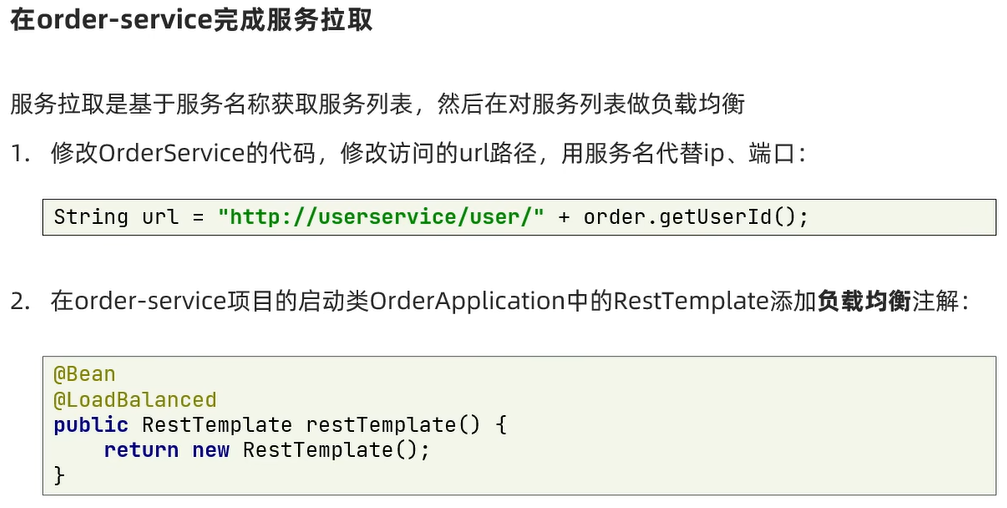 在order-service完成服务拉取
服务拉取是基于服务名称获取服务列表，然后在对服务列表做负载均衡
1. 修改OrderService的代码，修改访问的url路径，用服务名代替ip、端口：
String url = "http://userservice/user/" + order.getUserId();
2. 在order-service项目的启动类OrderApplication中的RestTemplate添加负载均衡注解：
@Bean
@LoadBalanced
public RestTemplate restTemplate() {
    return new RestTemplate();
}